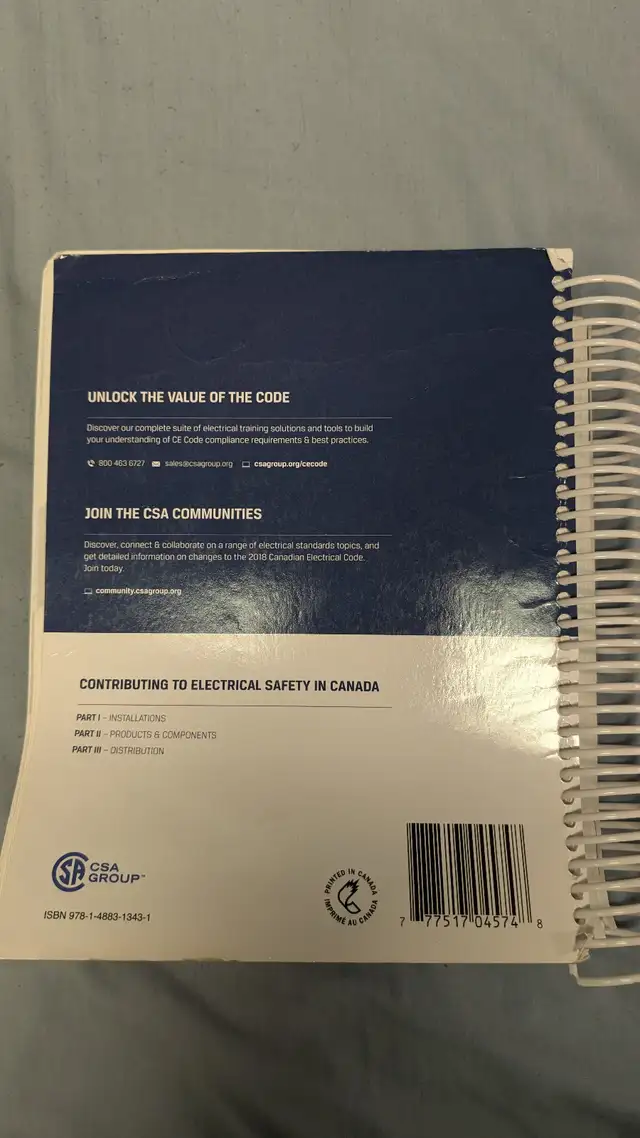 UNLOCK THE VALUE OF THE CODE
Discover our complete suite of electrical training solutions and tools to build
your understanding of CE Code compliance requirements & best practices.
800 463 6727 sales@csagroup.org csagroup.org/cecode
JOIN THE CSA COMMUNITIES
Discover, connect & collaborate on a range of electrical standards topics, and
get detailed information on changes to the 2018 Canadian Electrical Code.
Join today.
community.csagroup.org
CONTRIBUTING TO ELECTRICAL SAFETY IN CANADA
PART I – INSTALLATIONS
PART II – PRODUCTS & COMPONENTS
PART III – DISTRIBUTION
SA CSA
GROUP™
ISBN 978-1-4883-1343-1
PRINTED IN CANADA
IMPRIMÉ AU CANADA
7 77517 04574 8